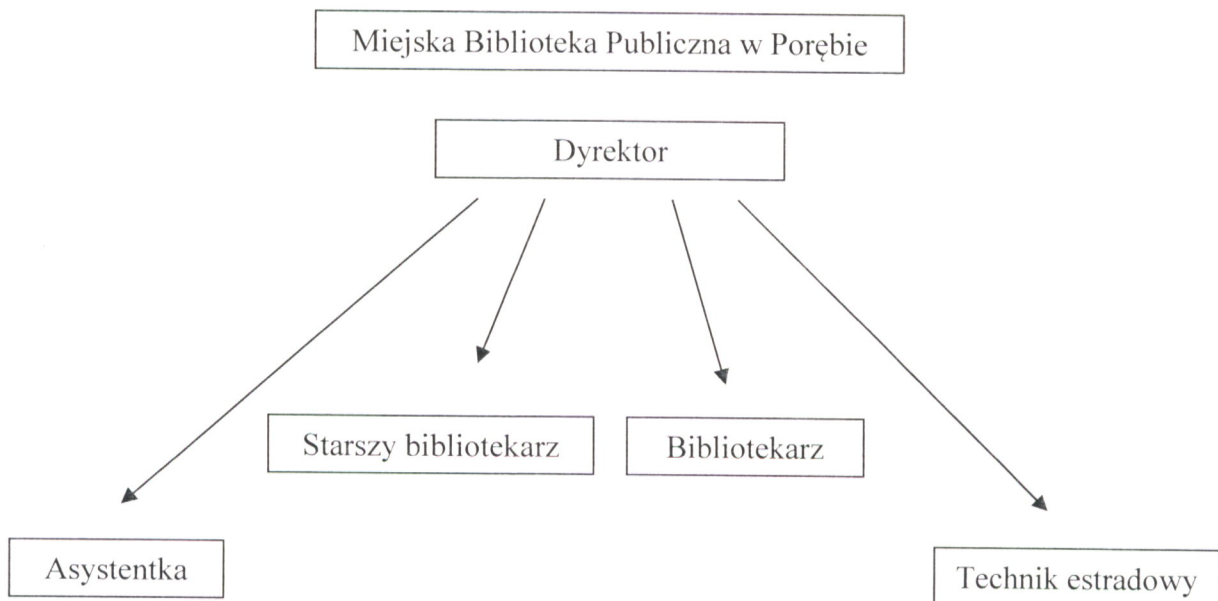 Miejska Biblioteka Publiczna w Porębie
Dyrektor
Starszy bibliotekarz
Bibliotekarz
Asystentka
Technik estradowy